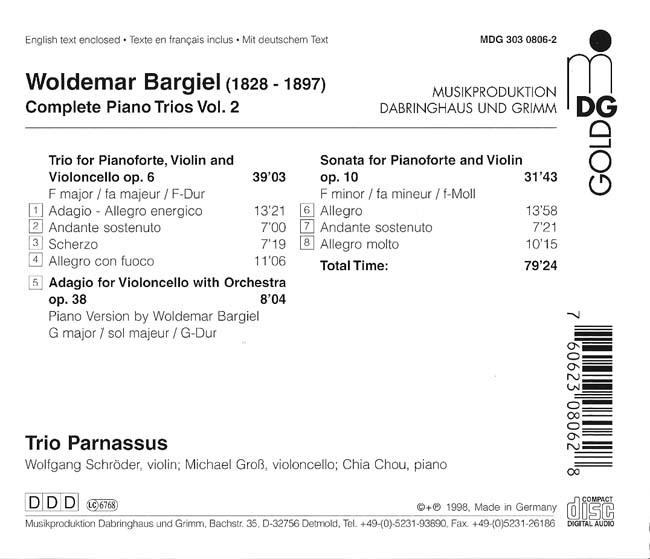 English text enclosed • Texte en français inclus • Mit deutschem Text
MDG 303 0806-2
Woldemar Bargiel (1828 - 1897)
Complete Piano Trios Vol. 2
MUSIKPRODUKTION
DABRINGHAUS UND GRIMM
mDG
GOLD
Trio for Pianoforte, Violin and
Violoncello op. 6 39'03
F major / fa majeur / F-Dur
1 Adagio - Allegro energico 13'21
2 Andante sostenuto 7'00
3 Scherzo 7'19
4 Allegro con fuoco 11'06
5 Adagio for Violoncello with Orchestra
op. 38 8'04
Piano Version by Woldemar Bargiel
G major / sol majeur / G-Dur
Sonata for Pianoforte and Violin
op. 10 31'43
F minor / fa mineur / f-Moll
6 Allegro 13'58
7 Andante sostenuto 7'21
8 Allegro molto 10'15
Total Time: 79'24
7 60623 08062 8
Trio Parnassus
Wolfgang Schröder, violin; Michael Groß, violoncello; Chia Chou, piano
DDD LC 6768
©+℗ 1998, Made in Germany
COMPACT
disc
DIGITAL AUDIO
Musikproduktion Dabringhaus und Grimm, Bachstr. 35, D-32756 Detmold, Tel. +49-(0)-5231-93890, Fax. +49-(0)5231-26186